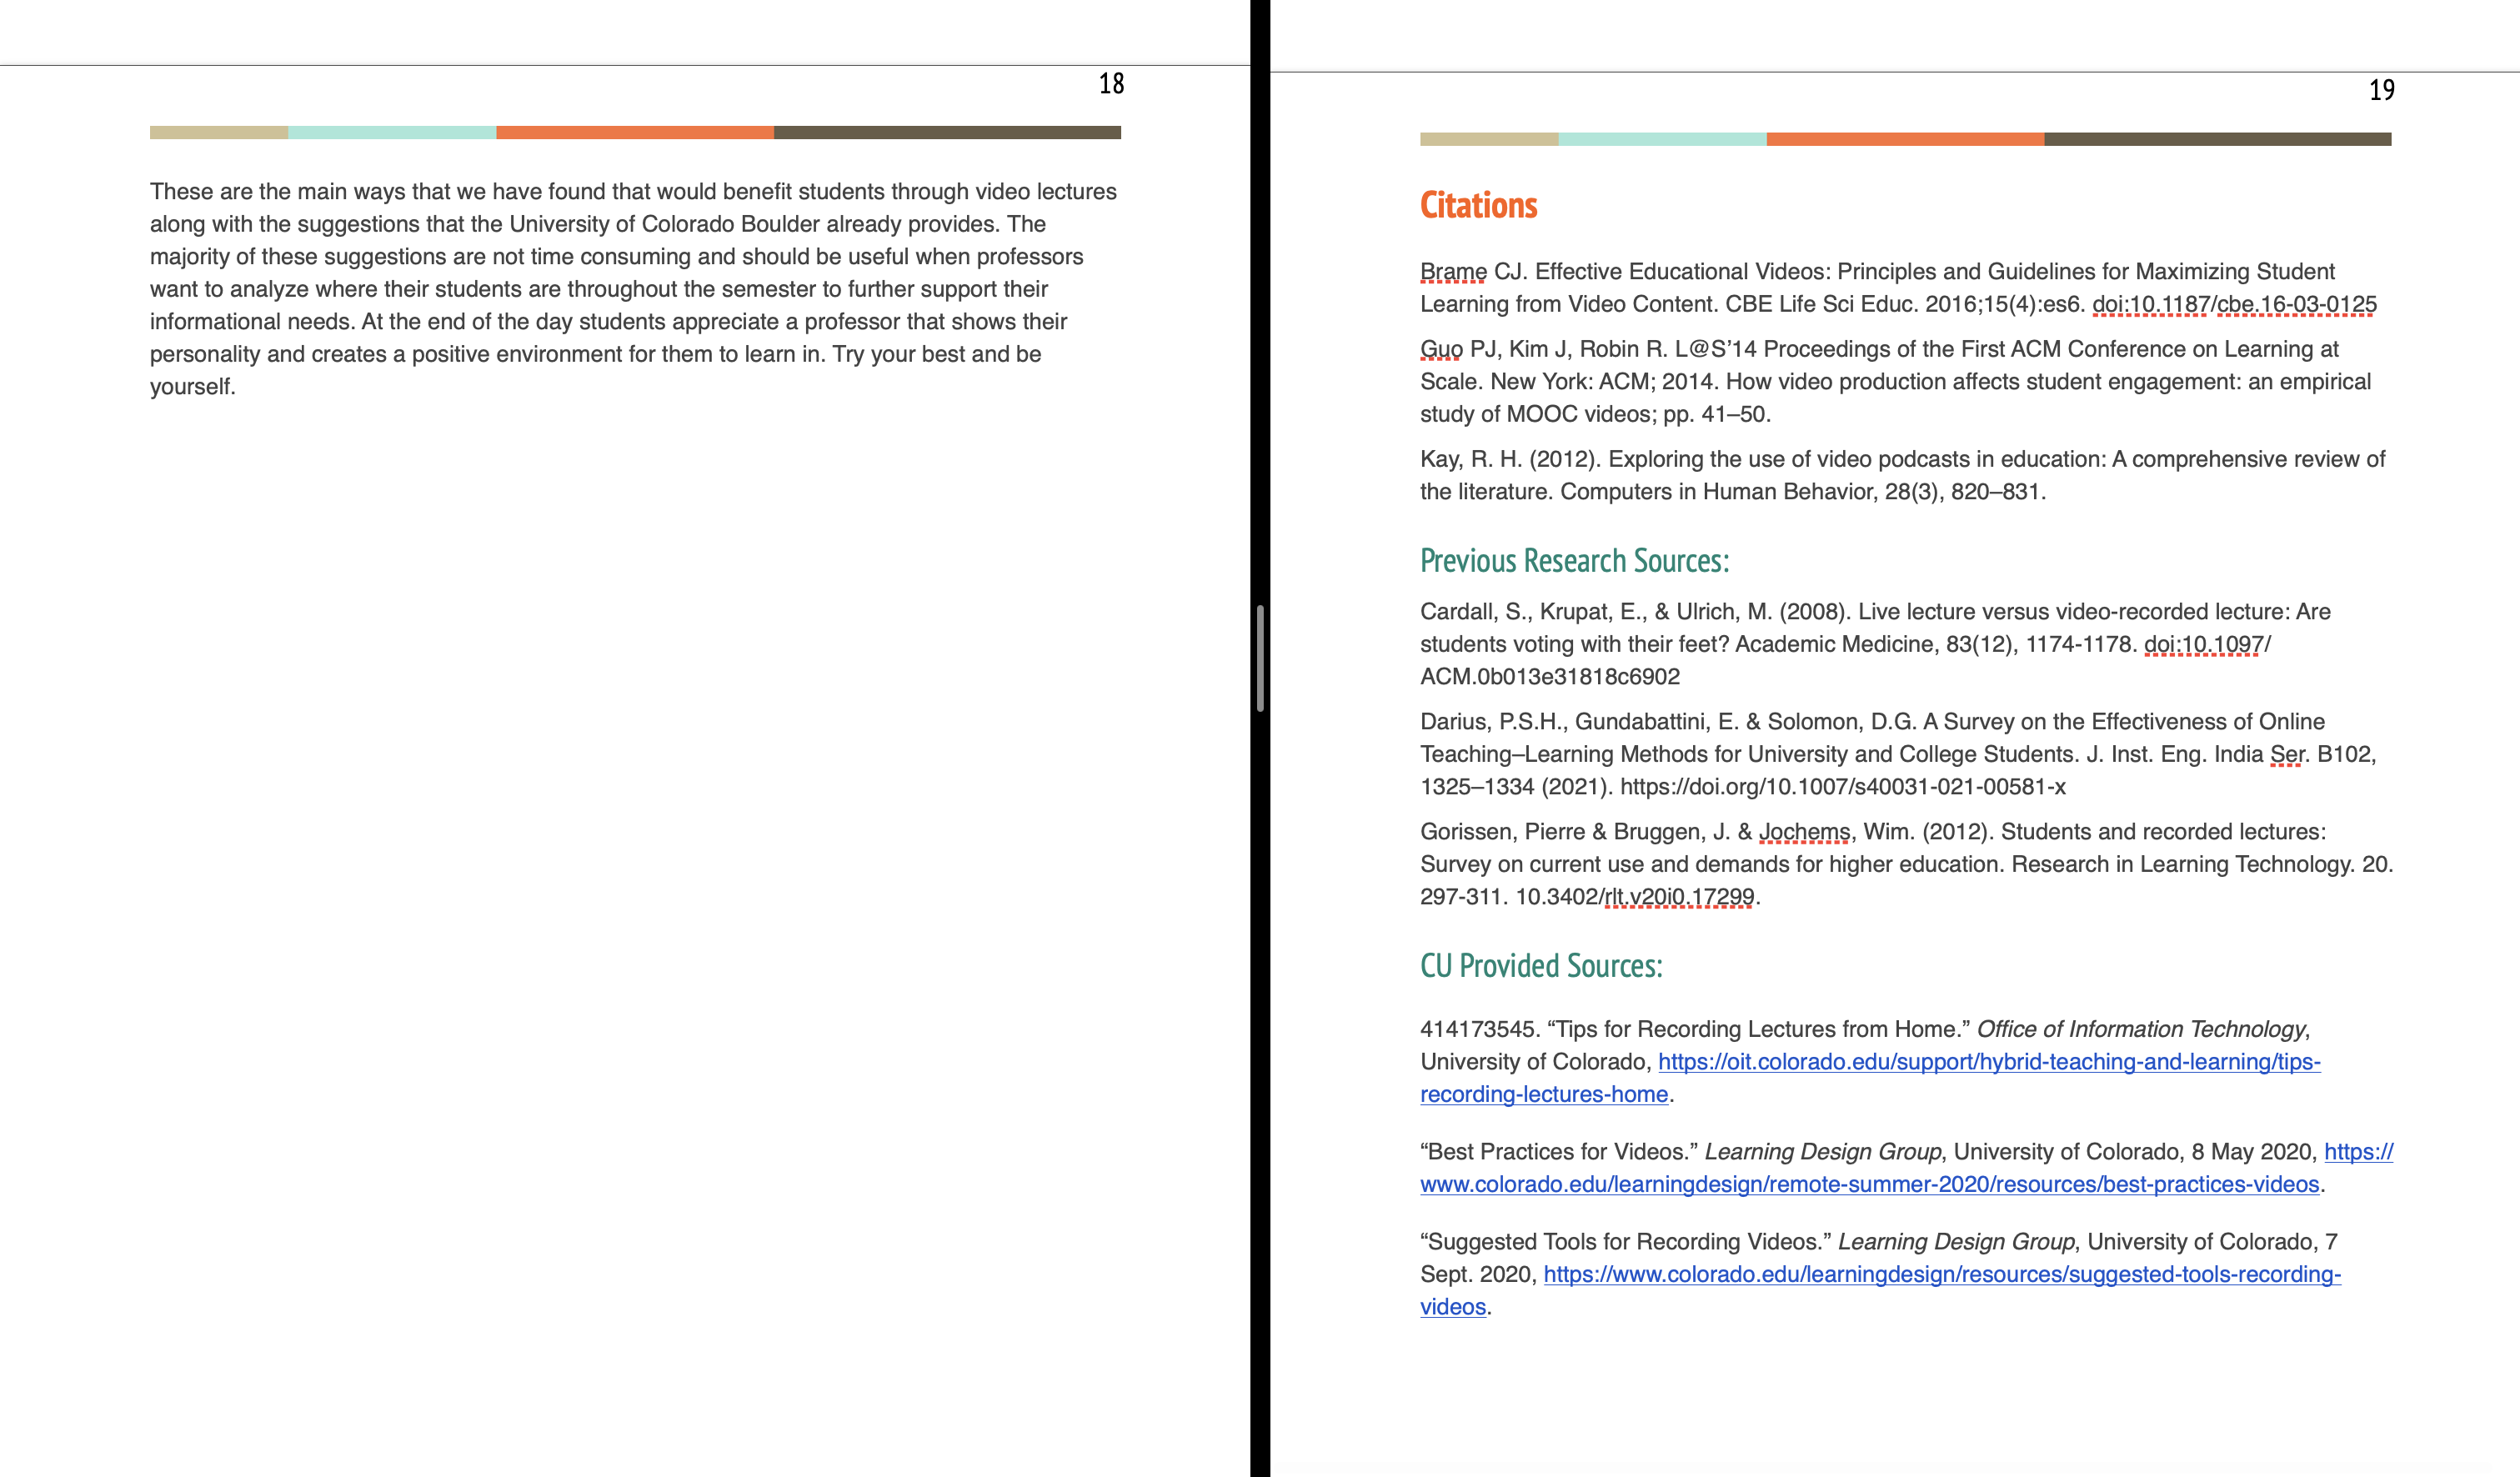 18
These are the main ways that we have found that would benefit students through video lectures
along with the suggestions that the University of Colorado Boulder already provides. The
majority of these suggestions are not time consuming and should be useful when professors
want to analyze where their students are throughout the semester to further support their
informational needs. At the end of the day students appreciate a professor that shows their
personality and creates a positive environment for them to learn in. Try your best and be
yourself.
19
Citations
Brame CJ. Effective Educational Videos: Principles and Guidelines for Maximizing Student
Learning from Video Content. CBE Life Sci Educ. 2016;15(4):es6. doi:10.1187/cbe.16-03-0125
Guo PJ, Kim J, Robin R. L@S’14 Proceedings of the First ACM Conference on Learning at
Scale. New York: ACM; 2014. How video production affects student engagement: an empirical
study of MOOC videos; pp. 41–50.
Kay, R. H. (2012). Exploring the use of video podcasts in education: A comprehensive review of
the literature. Computers in Human Behavior, 28(3), 820–831.
Previous Research Sources:
Cardall, S., Krupat, E., & Ulrich, M. (2008). Live lecture versus video-recorded lecture: Are
students voting with their feet? Academic Medicine, 83(12), 1174-1178. doi:10.1097/
ACM.0b013e31818c6902
Darius, P.S.H., Gundabattini, E. & Solomon, D.G. A Survey on the Effectiveness of Online
Teaching–Learning Methods for University and College Students. J. Inst. Eng. India Ser. B102,
1325–1334 (2021). https://doi.org/10.1007/s40031-021-00581-x
Gorissen, Pierre & Bruggen, J. & Jochems, Wim. (2012). Students and recorded lectures:
Survey on current use and demands for higher education. Research in Learning Technology. 20.
297-311. 10.3402/rlt.v20i0.17299.
CU Provided Sources:
414173545. “Tips for Recording Lectures from Home.” Office of Information Technology,
University of Colorado, https://oit.colorado.edu/support/hybrid-teaching-and-learning/tips-
recording-lectures-home.
“Best Practices for Videos.” Learning Design Group, University of Colorado, 8 May 2020, https://
www.colorado.edu/learningdesign/remote-summer-2020/resources/best-practices-videos.
“Suggested Tools for Recording Videos.” Learning Design Group, University of Colorado, 7
Sept. 2020, https://www.colorado.edu/learningdesign/resources/suggested-tools-recording-
videos.